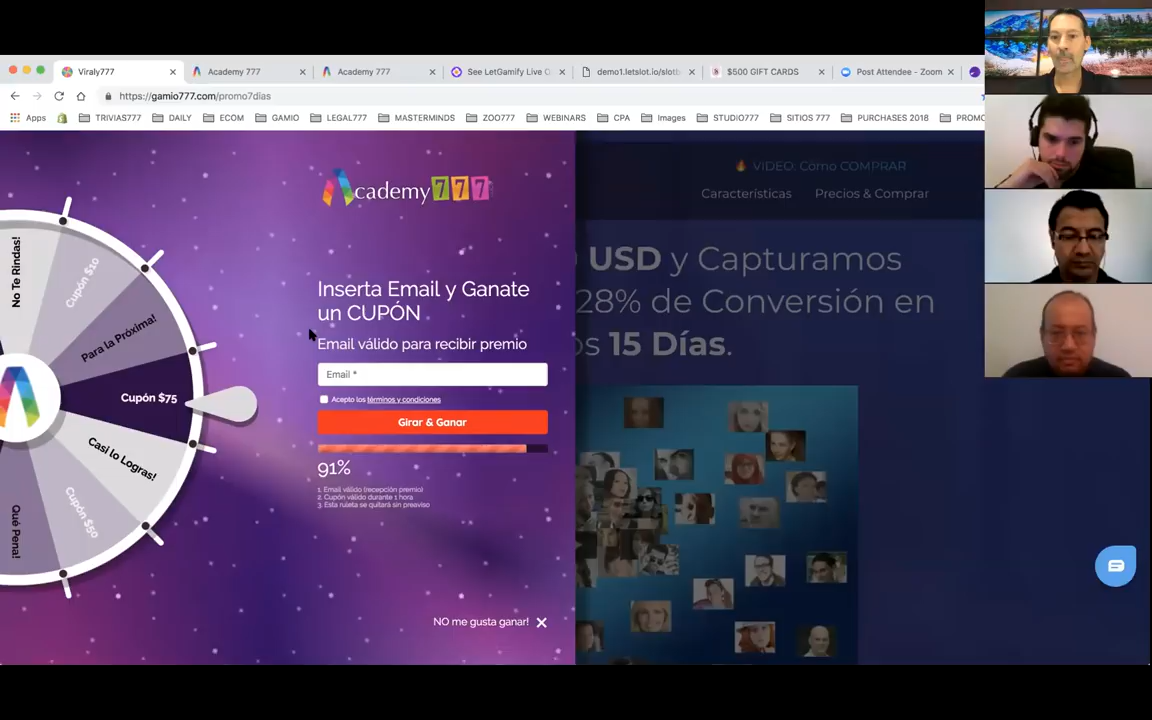 Viraly777
Academy 777
Academy 777
See LetGamify Live
demo1.letslot.io/slot
$500 GIFT CARDS
Post Attendee - Zoom
https://gamio777.com/promo7dias
Apps
TRIVIAS777
DAILY
ECOM
GAMIO
LEGAL777
MASTERMINDS
ZOO777
WEBINARS
CPA
Images
STUDIO777
SITIOS 777
PURCHASES 2018
PROMO
Academy777
VIDEO: Cómo COMPRAR
Características
Precios & Comprar
USD y Capturamos
28% de Conversión en
os 15 Días.
No Te Rindas!
Cupón $10
Para la Próxima!
Cupón $75
Casi lo Logras!
Cupón $50
Qué Pena!
Inserta Email y Ganate
un CUPÓN
Email válido para recibir premio
Email *
Acepto los términos y condiciones
Girar & Ganar
91%
1. Email válido (recepción premio)
2. Cupón válido durante 1 hora
3. Esta ruleta se quitará sin preaviso
NO me gusta ganar!